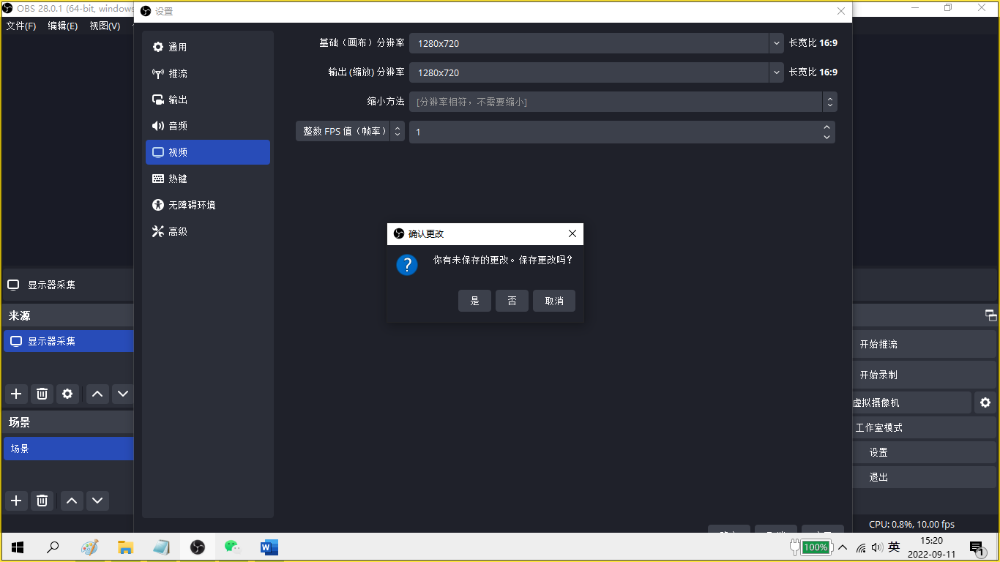 OBS 28.0.1 (64-bit, windows
文件(F) 编辑(E) 视图(V)
设置
通用
推流
输出
音频
视频
热键
无障碍环境
高级
基础（画布）分辨率 1280x720 长宽比 16:9
输出 (缩放) 分辨率 1280x720 长宽比 16:9
缩小方法 [分辨率相符，不需要缩小]
整数 FPS 值（帧率） 1
确认更改
你有未保存的更改。保存更改吗？
是 否 取消
显示器采集
来源
显示器采集
场景
场景
开始推流
开始录制
虚拟摄像机
工作室模式
设置
退出
CPU: 0.8%, 10.00 fps
100%
英
15:20
2022-09-11
1